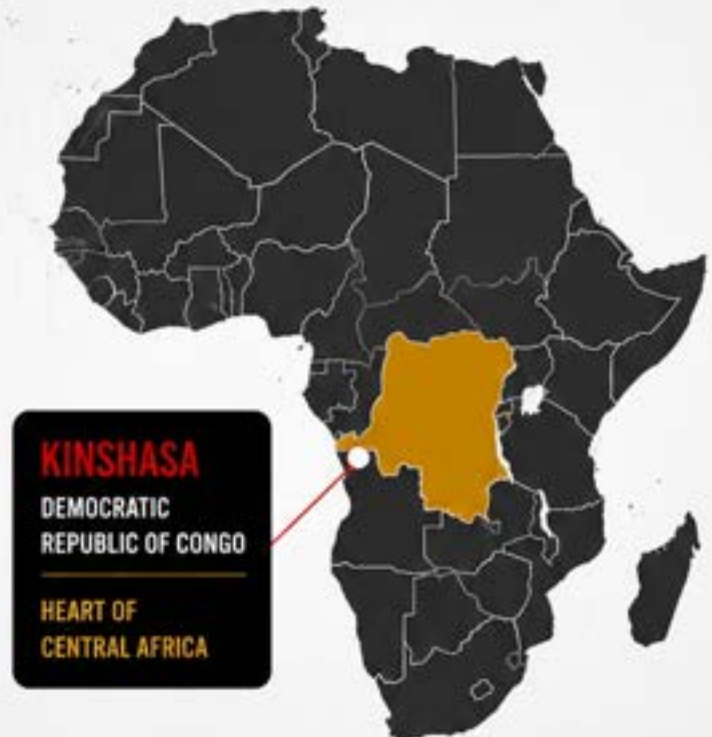 KINSHASA
DEMOCRATIC
REPUBLIC OF CONGO
HEART OF
CENTRAL AFRICA